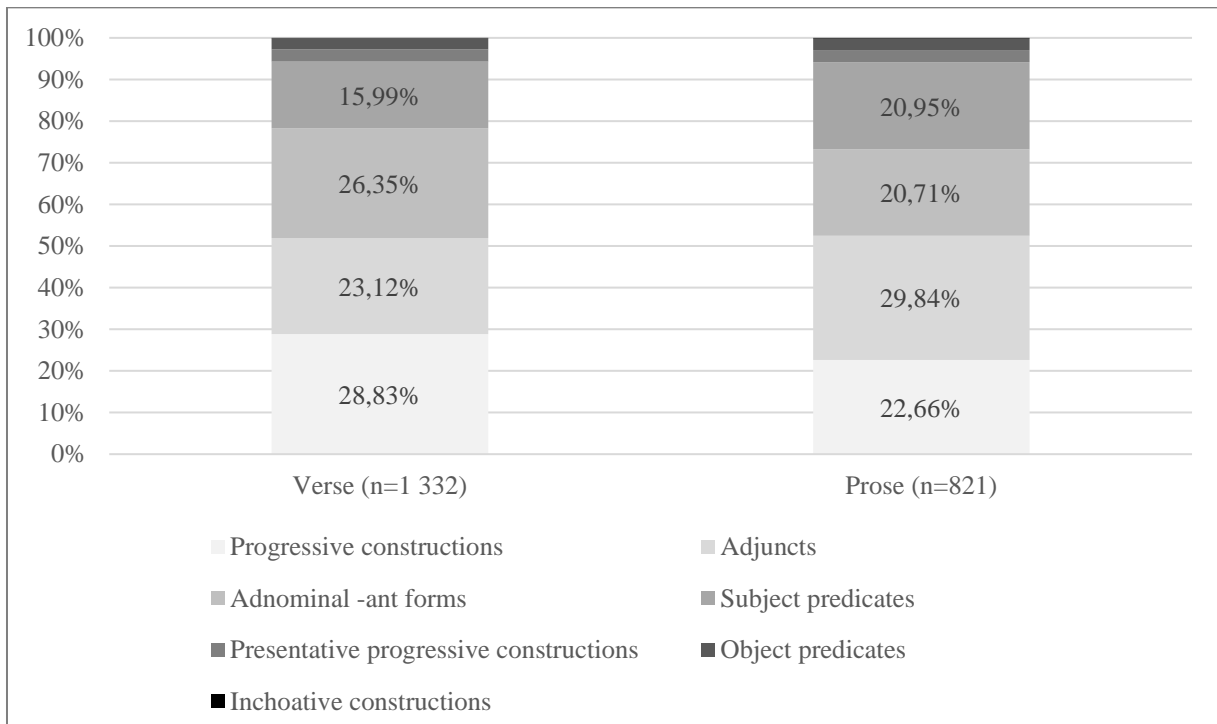 100%
90%
80%
70%
60%
50%
40%
30%
20%
10%
0%
15,99%
26,35%
23,12%
28,83%
20,95%
20,71%
29,84%
22,66%
Verse (n=1 332)
Prose (n=821)
Progressive constructions
Adjuncts
Adnominal -ant forms
Subject predicates
Presentative progressive constructions
Object predicates
Inchoative constructions